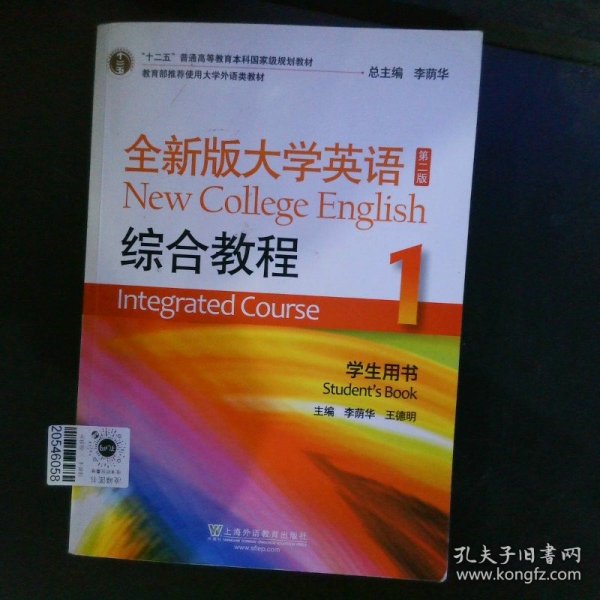 "十二五"普通高等教育本科国家级规划教材
教育部推荐使用大学外语类教材
总主编 李荫华
全新版大学英语 第二版
New College English
综合教程 1
Integrated Course
学生用书
Student's Book
主编 李荫华 王德明
20546058
上海外语教育出版社
www.sflep.com
孔夫子旧书网
www.kongfz.com